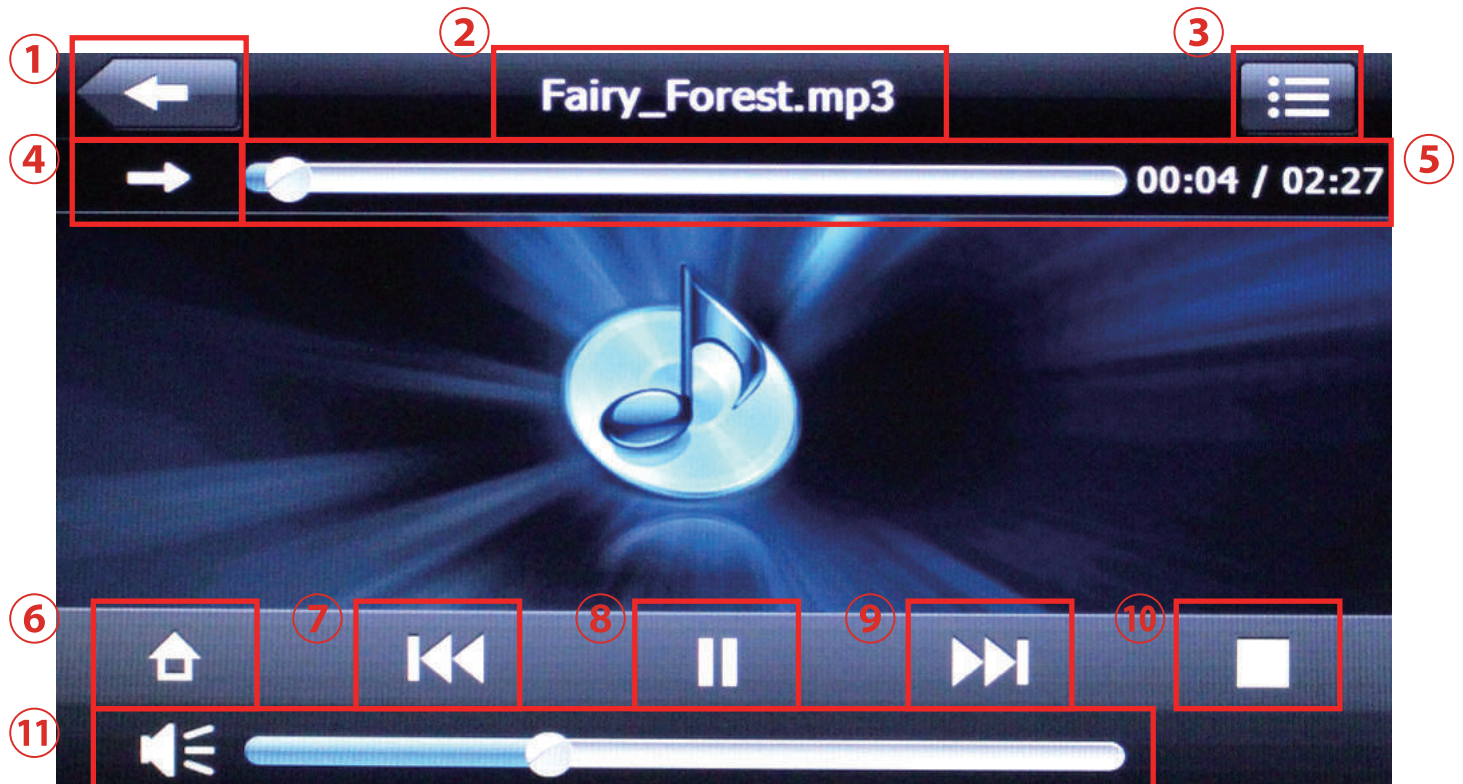 ① ② ③
Fairy_Forest.mp3
④ ⑤
00:04 / 02:27
⑥ ⑦ ⑧ ⑨ ⑩
⑪